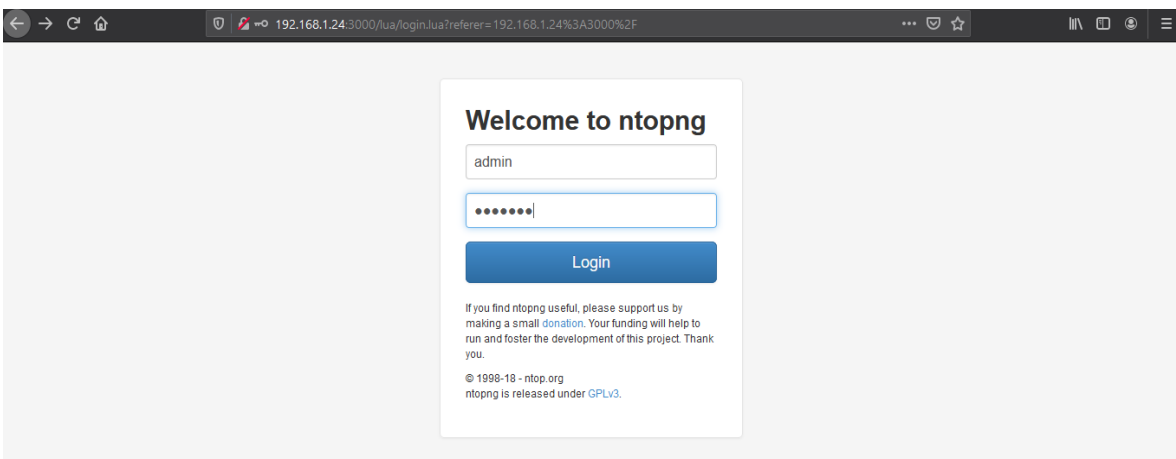 192.168.1.24:3000/lua/login.lua?referer=192.168.1.24%3A3000%2F
Welcome to ntopng
admin
•••••••
Login
If you find ntopng useful, please support us by
making a small donation. Your funding will help to
run and foster the development of this project. Thank
you.
© 1998-18 - ntop.org
ntopng is released under GPLv3.